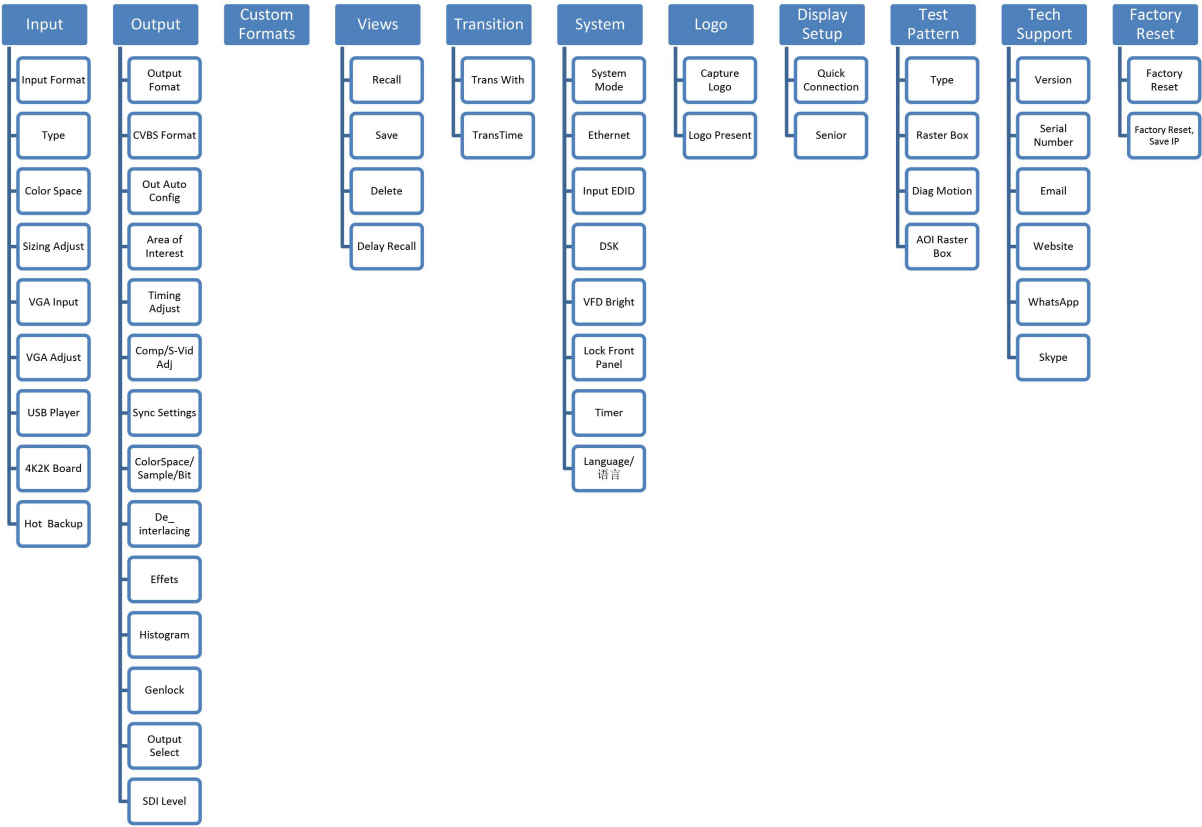 Input
Input Format
Type
Color Space
Sizing Adjust
VGA Input
VGA Adjust
USB Player
4K2K Board
Hot Backup
Output
Output
Fomat
CVBS Format
Out Auto
Config
Area of
Interest
Timing
Adjust
Comp/S-Vid
Adj
Sync Settings
ColorSpace/
Sample/Bit
De_
interlacing
Effets
Histogram
Genlock
Output
Select
SDI Level
Custom
Formats
Views
Recall
Save
Delete
Delay Recall
Transition
Trans With
TransTime
System
System
Mode
Ethernet
Input EDID
DSK
VFD Bright
Lock Front
Panel
Timer
Language/
语言
Logo
Capture
Logo
Logo Present
Display
Setup
Quick
Connection
Senior
Test
Pattern
Type
Raster Box
Diag Motion
AOI Raster
Box
Tech
Support
Version
Serial
Number
Email
Website
WhatsApp
Skype
Factory
Reset
Factory
Reset
Factory Reset,
Save IP